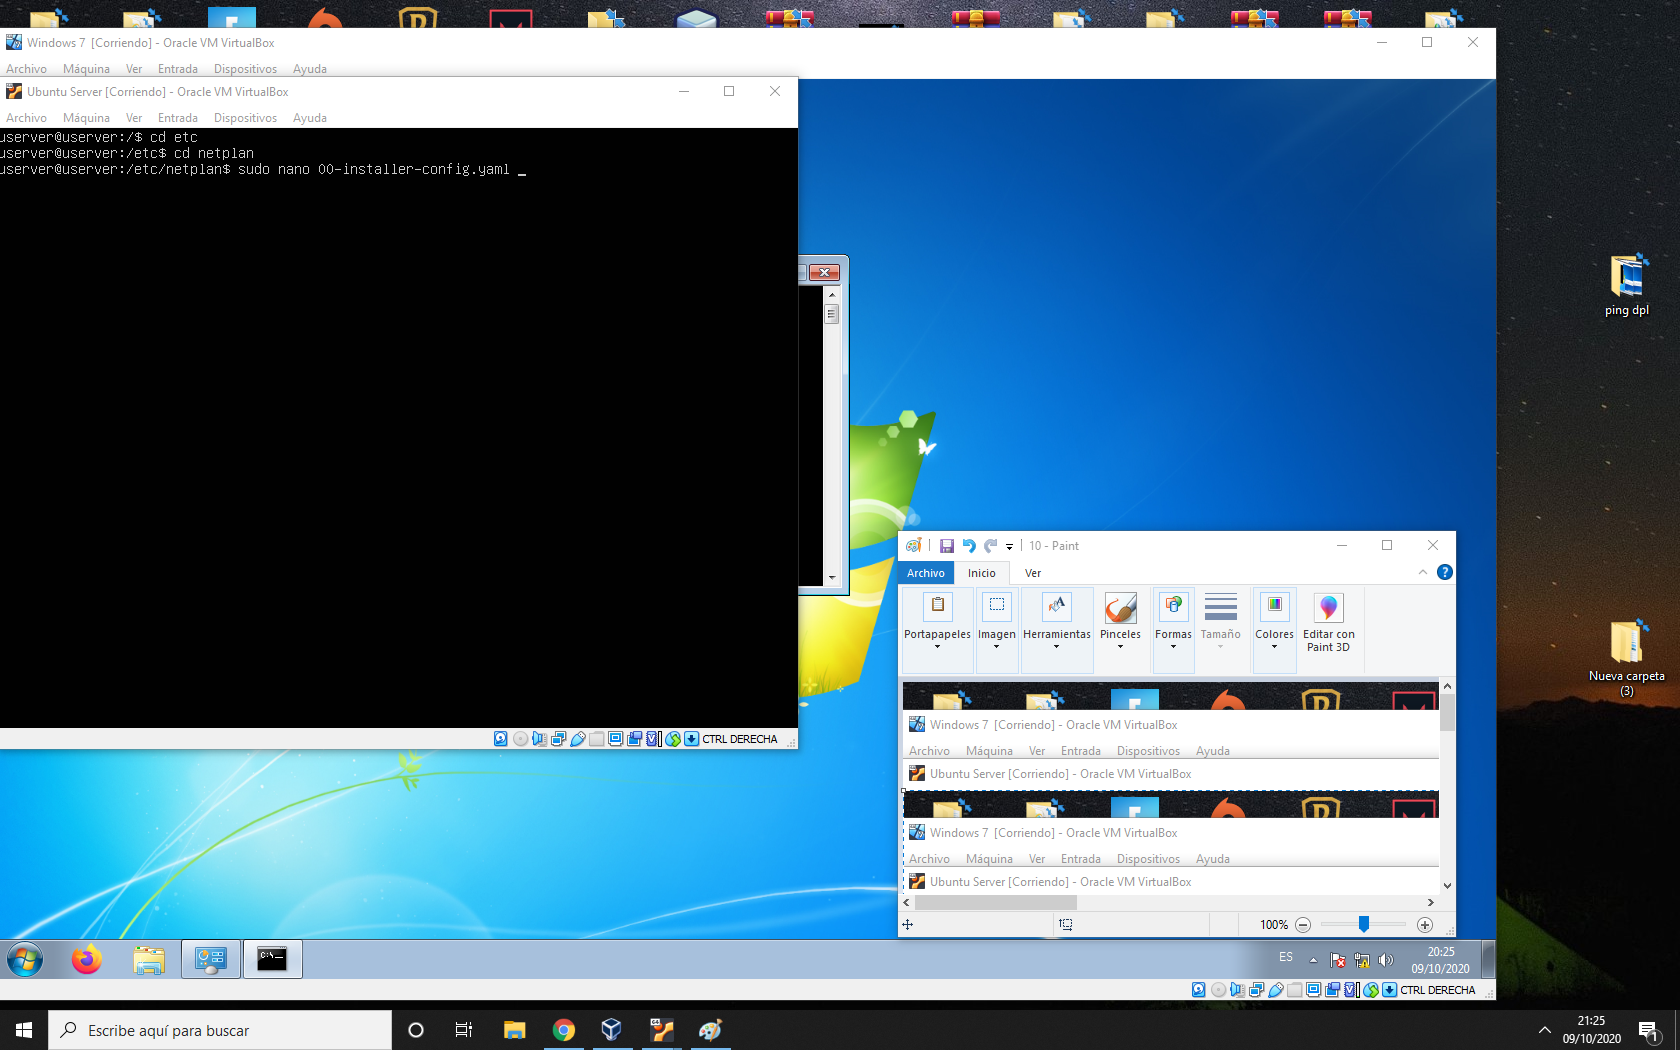 Windows 7 [Corriendo] - Oracle VM VirtualBox
Archivo Máquina Ver Entrada Dispositivos Ayuda
Ubuntu Server [Corriendo] - Oracle VM VirtualBox
Archivo Máquina Ver Entrada Dispositivos Ayuda
userver@userver:/$ cd etc
userver@userver:/etc$ cd netplan
userver@userver:/etc/netplan$ sudo nano 00-installer-config.yaml _
CTRL DERECHA
ping dpl
Nueva carpeta
(3)
10 - Paint
Archivo Inicio Ver
Portapapeles Imagen Herramientas Pinceles Formas Tamaño Colores Editar con
Paint 3D
Windows 7 [Corriendo] - Oracle VM VirtualBox
Archivo Máquina Ver Entrada Dispositivos Ayuda
Ubuntu Server [Corriendo] - Oracle VM VirtualBox
Windows 7 [Corriendo] - Oracle VM VirtualBox
Archivo Máquina Ver Entrada Dispositivos Ayuda
Ubuntu Server [Corriendo] - Oracle VM VirtualBox
100%
ES
20:25
09/10/2020
CTRL DERECHA
Escribe aquí para buscar
21:25
09/10/2020
1